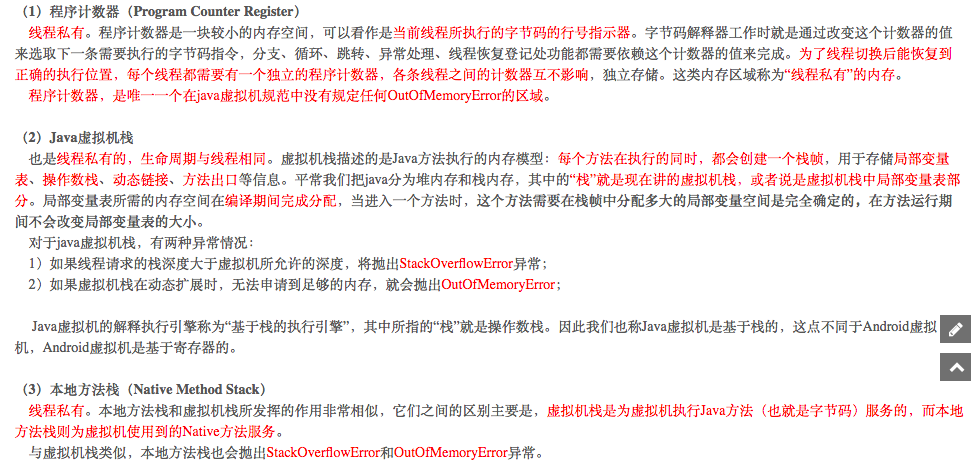 （1）程序计数器（Program Counter Register）
线程私有。程序计数器是一块较小的内存空间，可以看作是当前线程所执行的字节码的行号指示器。字节码解释器工作时就是通过改变这个计数器的值
来选取下一条需要执行的字节码指令，分支、循环、跳转、异常处理、线程恢复登记处功能都需要依赖这个计数器的值来完成。为了线程切换后能恢复到
正确的执行位置，每个线程都需要有一个独立的程序计数器，各条线程之间的计数器互不影响，独立存储。这类内存区域称为“线程私有”的内存。
程序计数器，是唯一一个在java虚拟机规范中没有规定任何OutOfMemoryError的区域。
（2）Java虚拟机栈
也是线程私有的，生命周期与线程相同。虚拟机栈描述的是Java方法执行的内存模型：每个方法在执行的同时，都会创建一个栈帧，用于存储局部变量
表、操作数栈、动态链接、方法出口等信息。平常我们把java分为堆内存和栈内存，其中的“栈”就是现在讲的虚拟机栈，或者说是虚拟机栈中局部变量表部
分。局部变量表所需的内存空间在编译期间完成分配，当进入一个方法时，这个方法需要在栈帧中分配多大的局部变量空间是完全确定的，在方法运行期
间不会改变局部变量表的大小。
对于java虚拟机栈，有两种异常情况：
1）如果线程请求的栈深度大于虚拟机所允许的深度，将抛出StackOverflowError异常；
2）如果虚拟机栈在动态扩展时，无法申请到足够的内存，就会抛出OutOfMemoryError；
Java虚拟机的解释执行引擎称为“基于栈的执行引擎”，其中所指的“栈”就是操作数栈。因此我们也称Java虚拟机是基于栈的，这点不同于Android虚拟
机，Android虚拟机是基于寄存器的。
（3）本地方法栈（Native Method Stack）
线程私有。本地方法栈和虚拟机栈所发挥的作用非常相似，它们之间的区别主要是，虚拟机栈是为虚拟机执行Java方法（也就是字节码）服务的，而本地
方法栈则为虚拟机使用到的Native方法服务。
与虚拟机栈类似，本地方法栈也会抛出StackOverflowError和OutOfMemoryError异常。